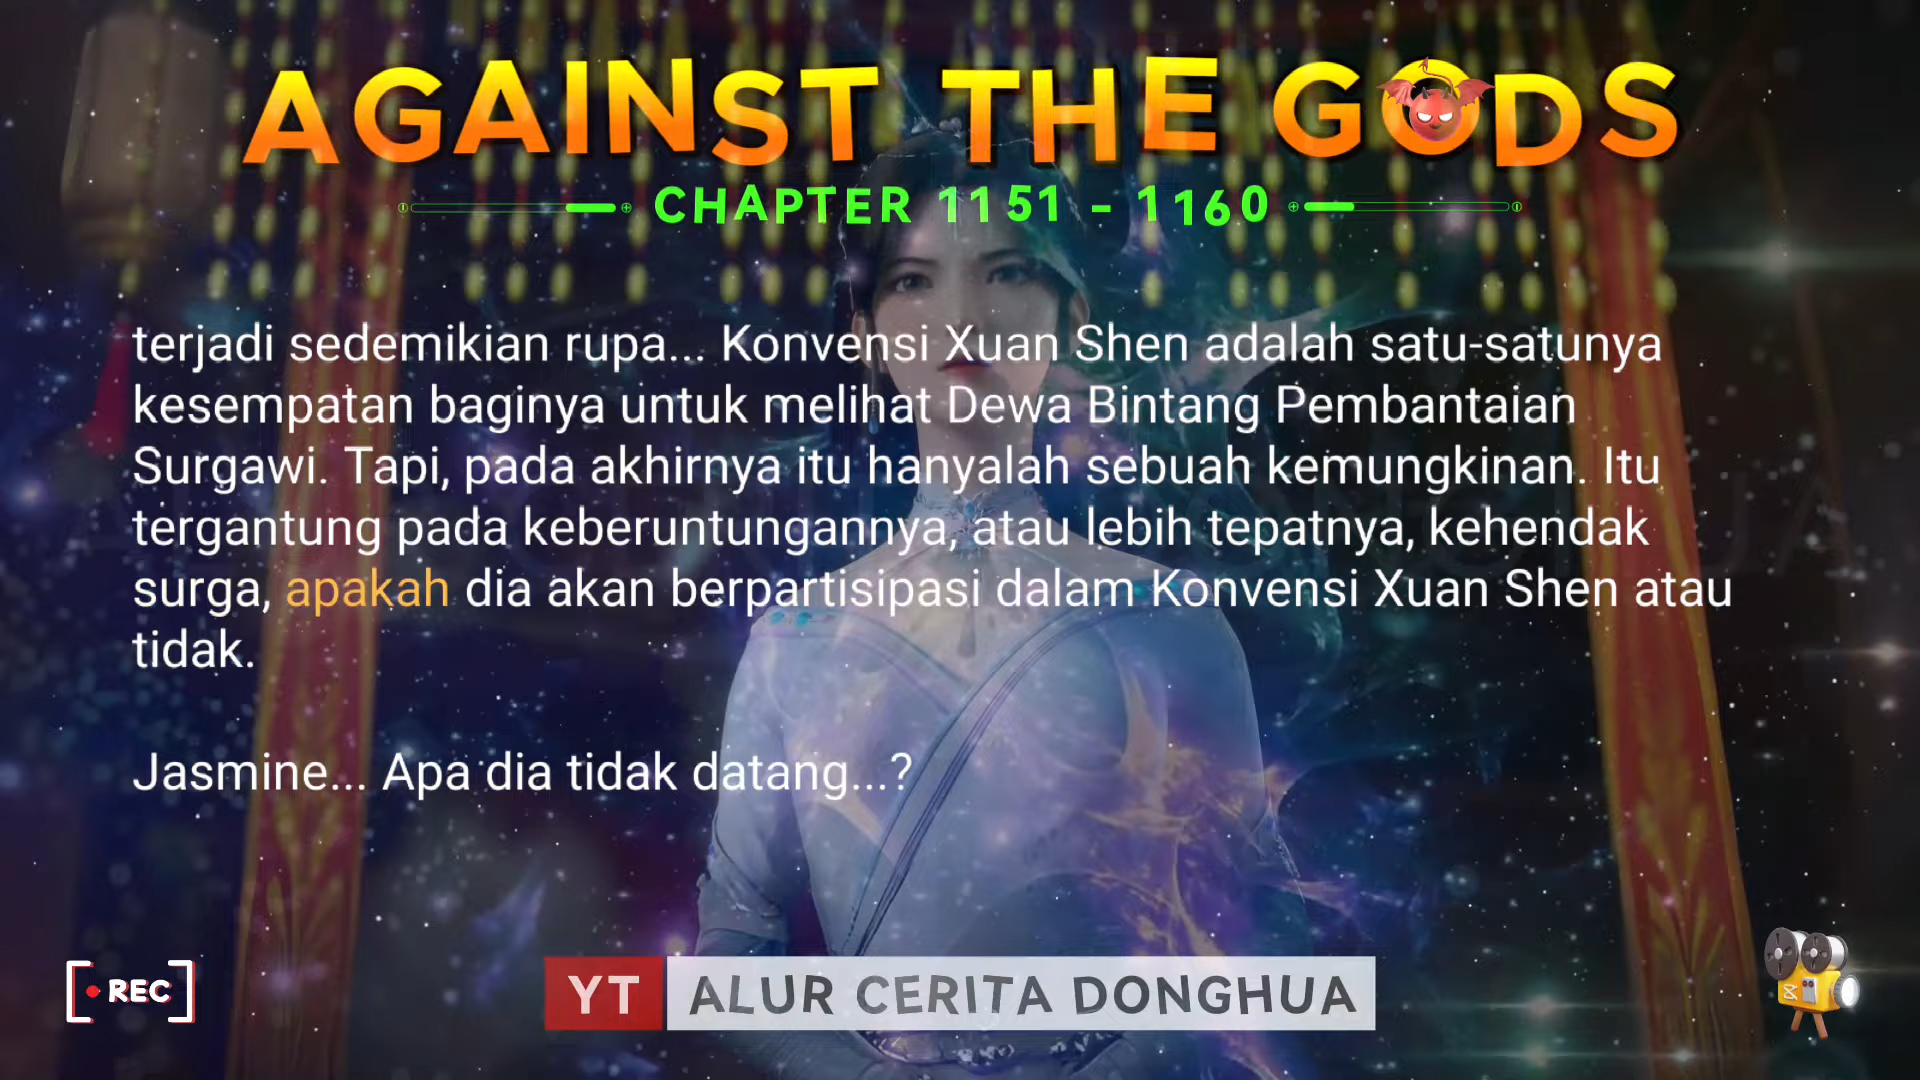 AGAINST THE GODS
CHAPTER 1151 - 1160
terjadi sedemikian rupa... Konvensi Xuan Shen adalah satu-satunya
kesempatan baginya untuk melihat Dewa Bintang Pembantaian
Surgawi. Tapi, pada akhirnya itu hanyalah sebuah kemungkinan. Itu
tergantung pada keberuntungannya, atau lebih tepatnya, kehendak
surga, apakah dia akan berpartisipasi dalam Konvensi Xuan Shen atau
tidak.
Jasmine... Apa dia tidak datang...?
REC
YT ALUR CERITA DONGHUA